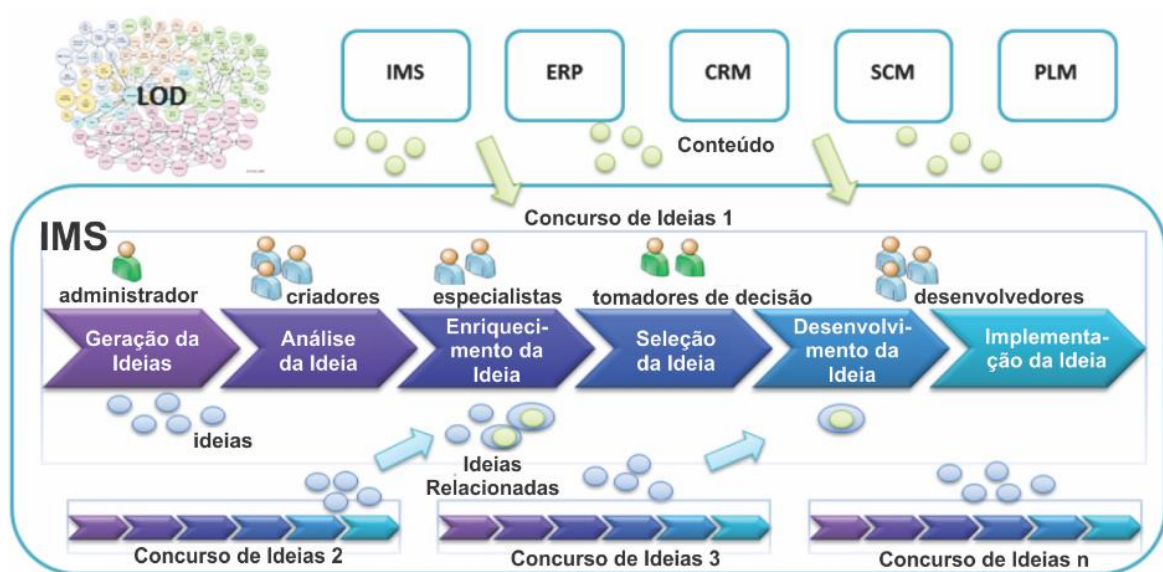 LOD
IMS
ERP
CRM
SCM
PLM
Conteúdo
IMS
Concurso de Ideias 1
administrador
criadores
especialistas
tomadores de decisão
desenvolvedores
Geração da
Ideias
Análise
da Ideia
Enriqueci-
mento da
Ideia
Seleção
da Ideia
Desenvolvi-
mento da
Ideia
Implementa-
ção da Ideia
ideias
Ideias
Relacionadas
Concurso de Ideias 2
Concurso de Ideias 3
Concurso de Ideias n